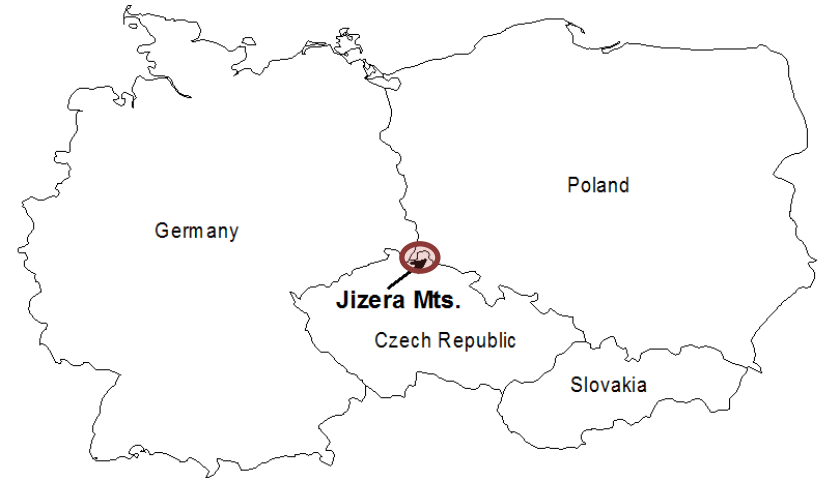 Poland
Germany
Jizera Mts.
Czech Republic
Slovakia